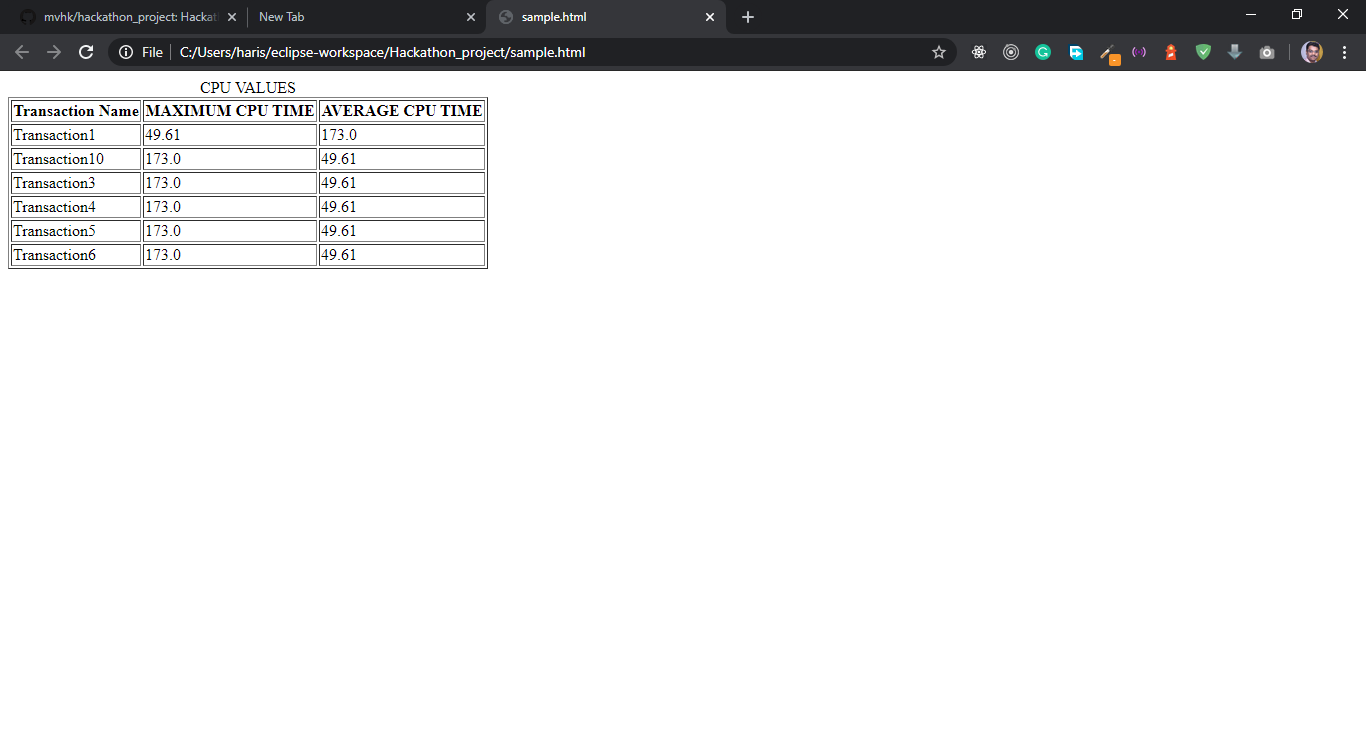 mvhk/hackathon_project: Hackat
New Tab
sample.html
File
C:/Users/haris/eclipse-workspace/Hackathon_project/sample.html
CPU VALUES
Transaction Name MAXIMUM CPU TIME AVERAGE CPU TIME
Transaction1 49.61 173.0
Transaction10 173.0 49.61
Transaction3 173.0 49.61
Transaction4 173.0 49.61
Transaction5 173.0 49.61
Transaction6 173.0 49.61